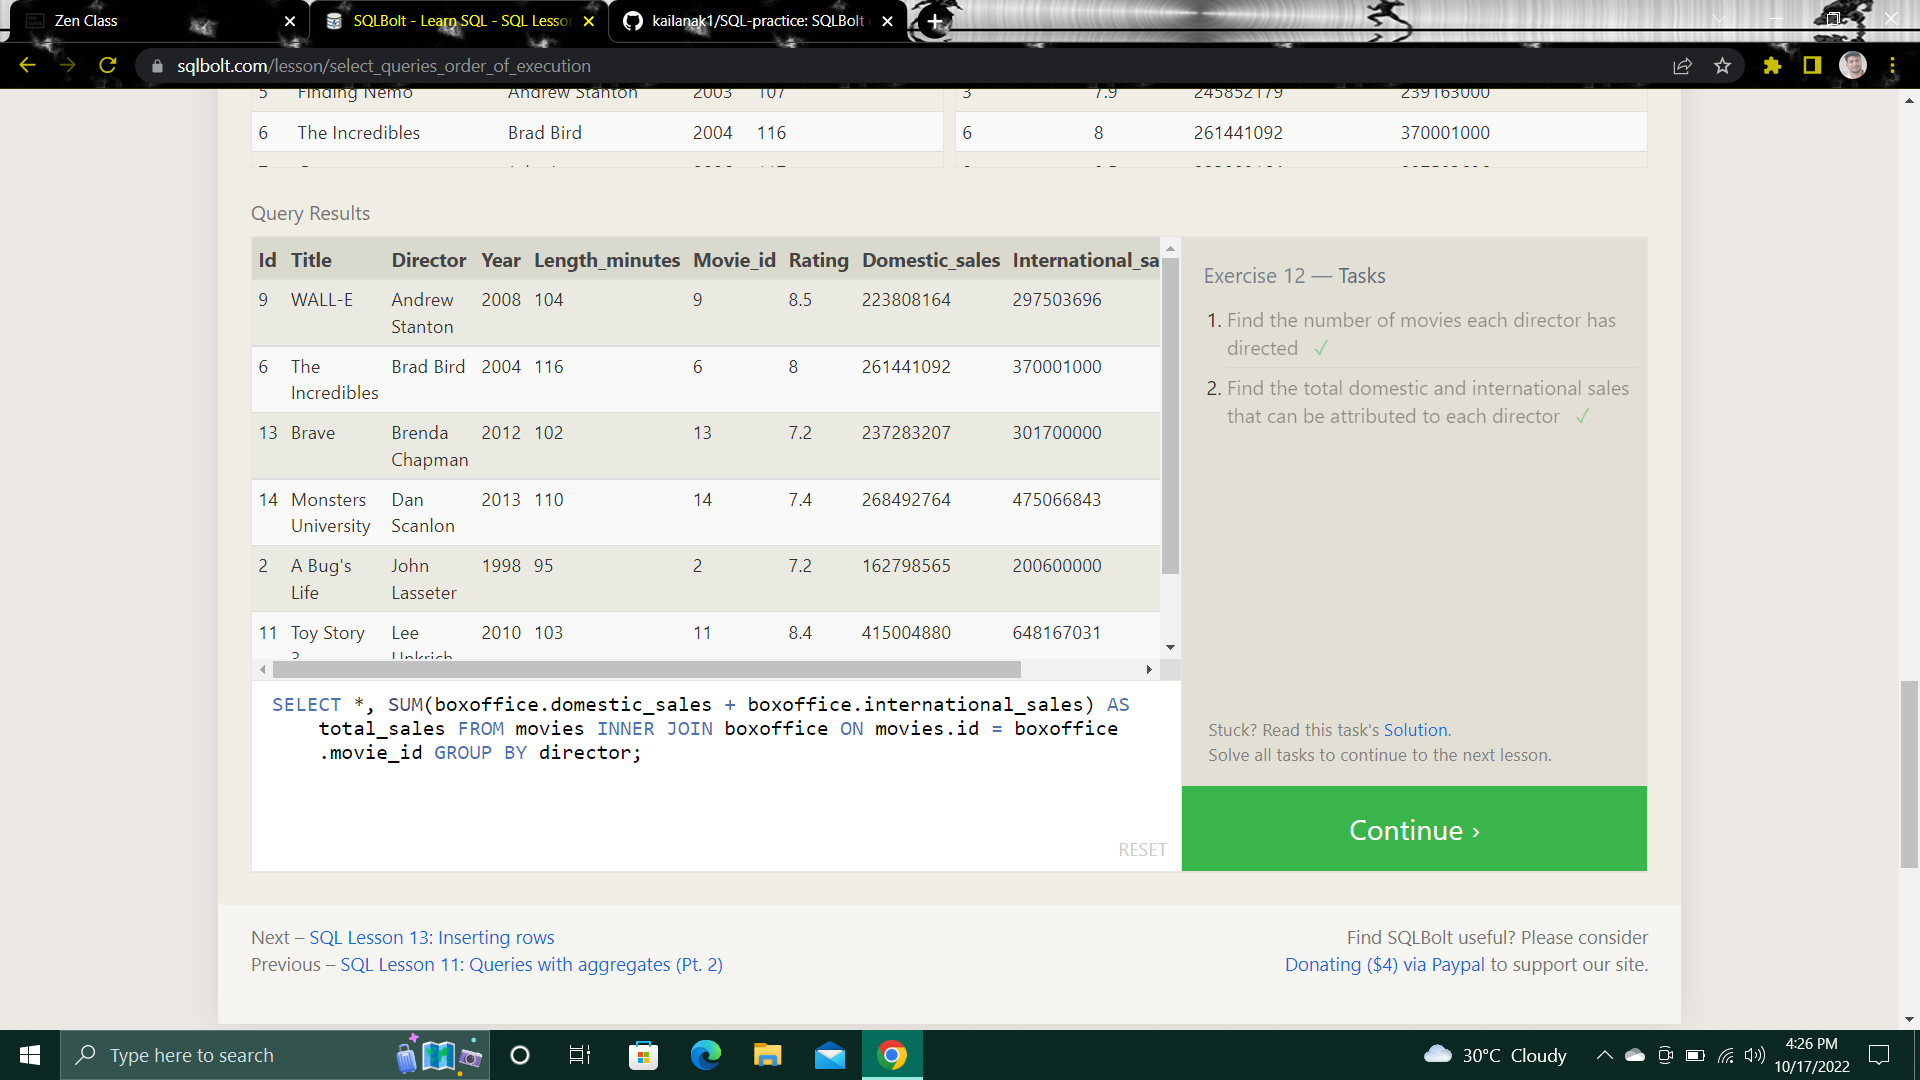 Zen Class
SQLBolt - Learn SQL - SQL Lesso
kailanak1/SQL-practice: SQLBolt
sqlbolt.com/lesson/select_queries_order_of_execution
5 Finding Nemo Andrew Stanton 2003 107
3 7.9 245852179 239163000
6 The Incredibles Brad Bird 2004 116
6 8 261441092 370001000
Query Results
Id Title Director Year Length_minutes Movie_id Rating Domestic_sales International_sa
9 WALL-E Andrew Stanton 2008 104 9 8.5 223808164 297503696
6 The Incredibles Brad Bird 2004 116 6 8 261441092 370001000
13 Brave Brenda Chapman 2012 102 13 7.2 237283207 301700000
14 Monsters University Dan Scanlon 2013 110 14 7.4 268492764 475066843
2 A Bug's Life John Lasseter 1998 95 2 7.2 162798565 200600000
11 Toy Story 3 Lee Unkrich 2010 103 11 8.4 415004880 648167031
SELECT *, SUM(boxoffice.domestic_sales + boxoffice.international_sales) AS
total_sales FROM movies INNER JOIN boxoffice ON movies.id = boxoffice
.movie_id GROUP BY director;
RESET
Exercise 12 — Tasks
1. Find the number of movies each director has
directed ✓
2. Find the total domestic and international sales
that can be attributed to each director ✓
Stuck? Read this task's Solution.
Solve all tasks to continue to the next lesson.
Continue ›
Next – SQL Lesson 13: Inserting rows
Previous – SQL Lesson 11: Queries with aggregates (Pt. 2)
Find SQLBolt useful? Please consider
Donating ($4) via Paypal to support our site.
Type here to search
30°C Cloudy
4:26 PM
10/17/2022